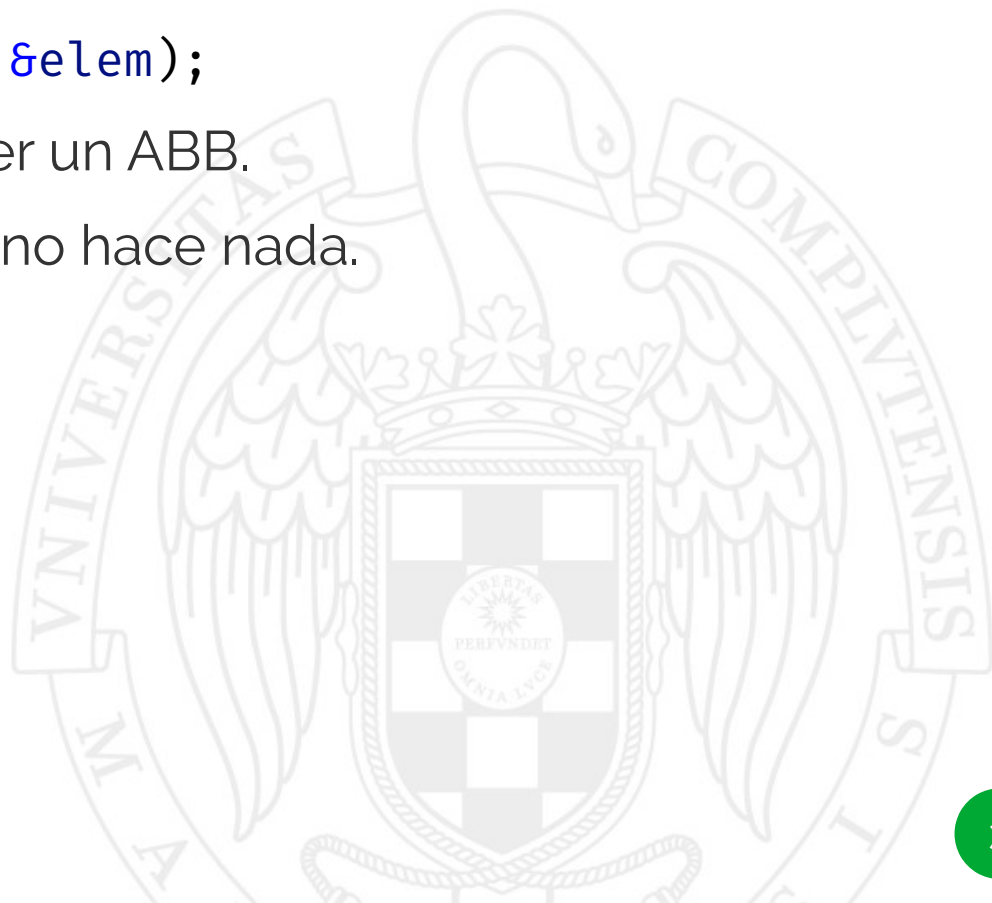 &elem);
er un ABB.
no hace nada.
VNIVERSITAS
COMPLVTENSIS
LIBERTAS
PERFVNDET
OMNIA LVCE
M A
S I